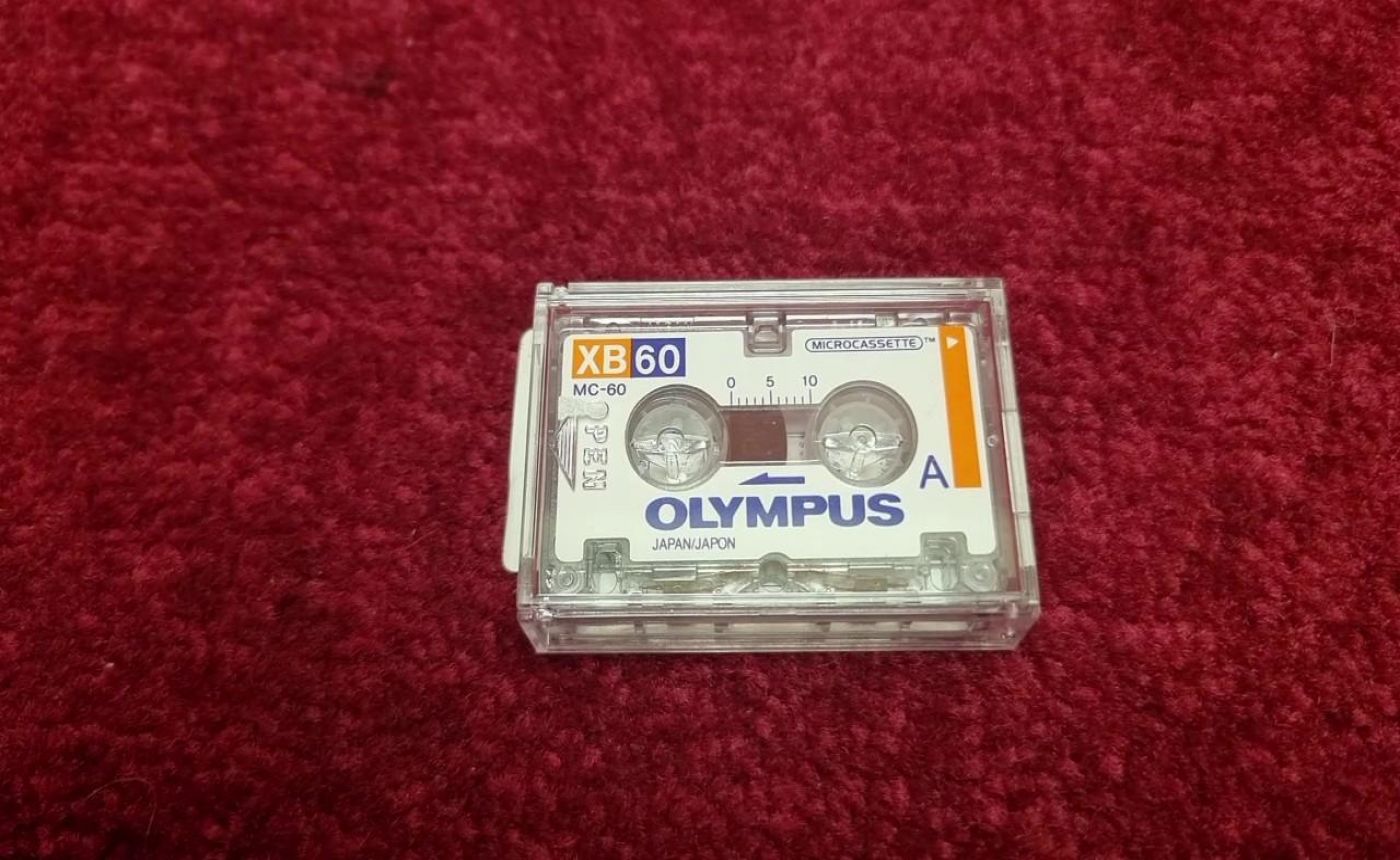 XB 60
MICROCASSETTE™
MC-60
0 5 10
OPEN
A
OLYMPUS
JAPAN/JAPON